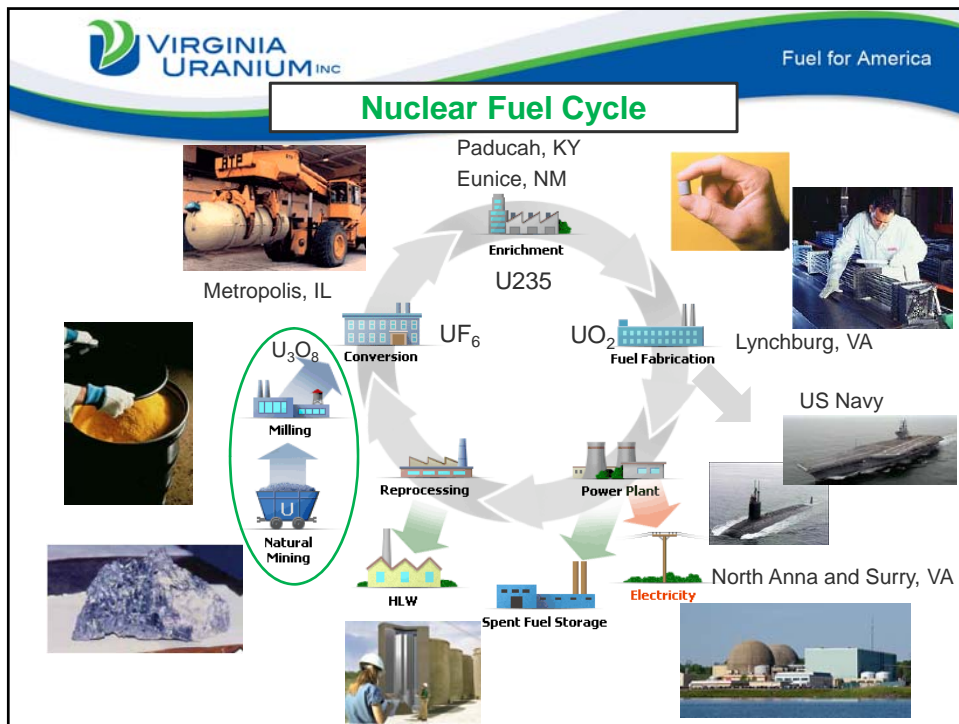 VIRGINIA
URANIUM INC
Fuel for America
Nuclear Fuel Cycle
Paducah, KY
Eunice, NM
Enrichment
U235
Metropolis, IL
Conversion
UF₆
UO₂
Fuel Fabrication
Lynchburg, VA
U₃O₈
Milling
US Navy
Reprocessing
Power Plant
U
Natural
Mining
HLW
Spent Fuel Storage
Electricity
North Anna and Surry, VA